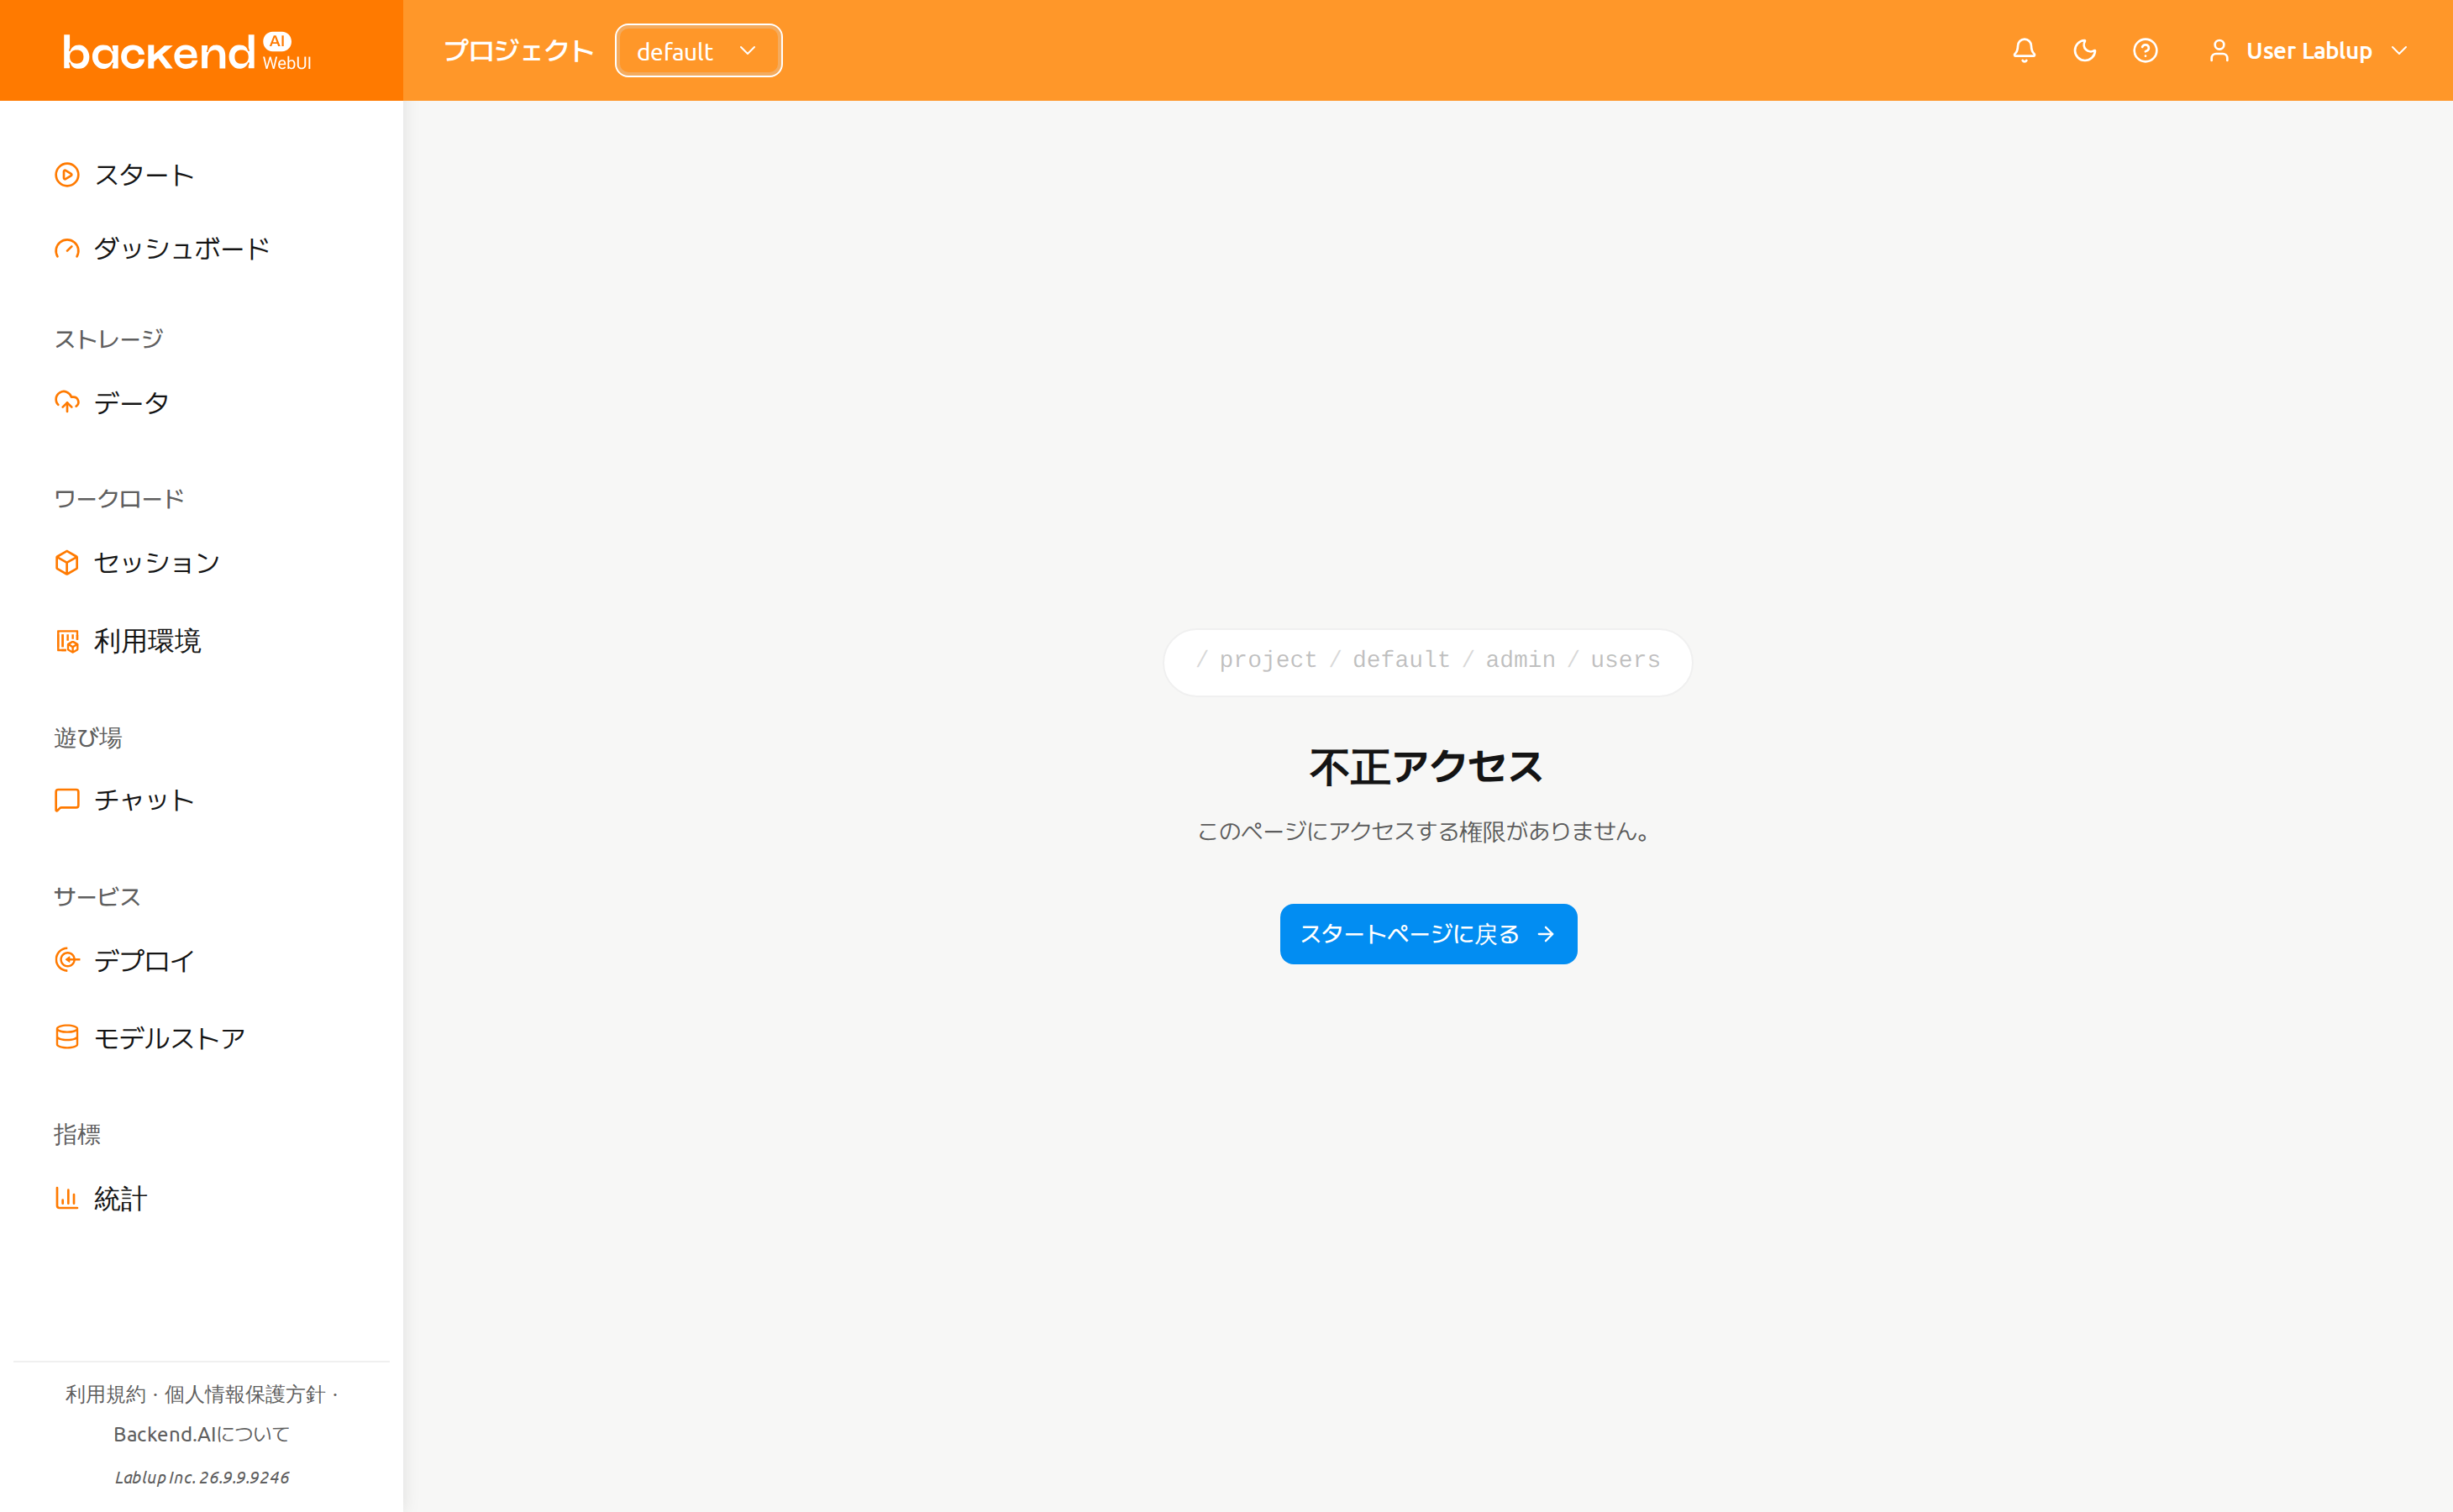 backend AI WebUI
プロジェクト default
User Lablup
スタート
ダッシュボード
ストレージ
データ
ワークロード
セッション
利用環境
遊び場
チャット
サービス
デプロイ
モデルストア
指標
統計
/ project / default / admin / users
不正アクセス
このページにアクセスする権限がありません。
スタートページに戻る
利用規約 · 個人情報保護方針 ·
Backend.AIについて
Lablup Inc. 26.9.9.9246